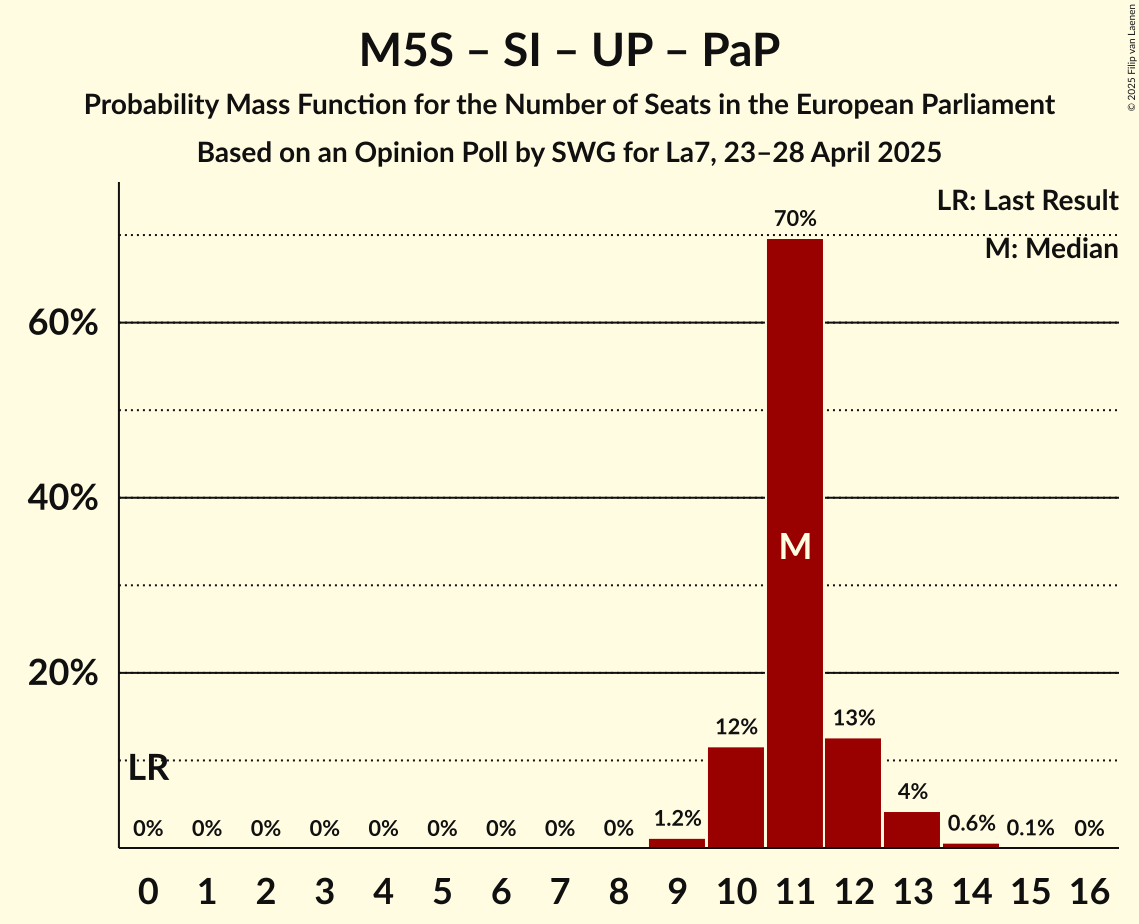 M5S – SI – UP – PaP
Probability Mass Function for the Number of Seats in the European Parliament
Based on an Opinion Poll by SWG for La7, 23–28 April 2025
© 2025 Filip van Laenen
LR: Last Result
M: Median
60%
40%
20%
LR
M
0% 0% 0% 0% 0% 0% 0% 0% 0% 1.2% 12% 70% 13% 4% 0.6% 0.1% 0%
0 1 2 3 4 5 6 7 8 9 10 11 12 13 14 15 16